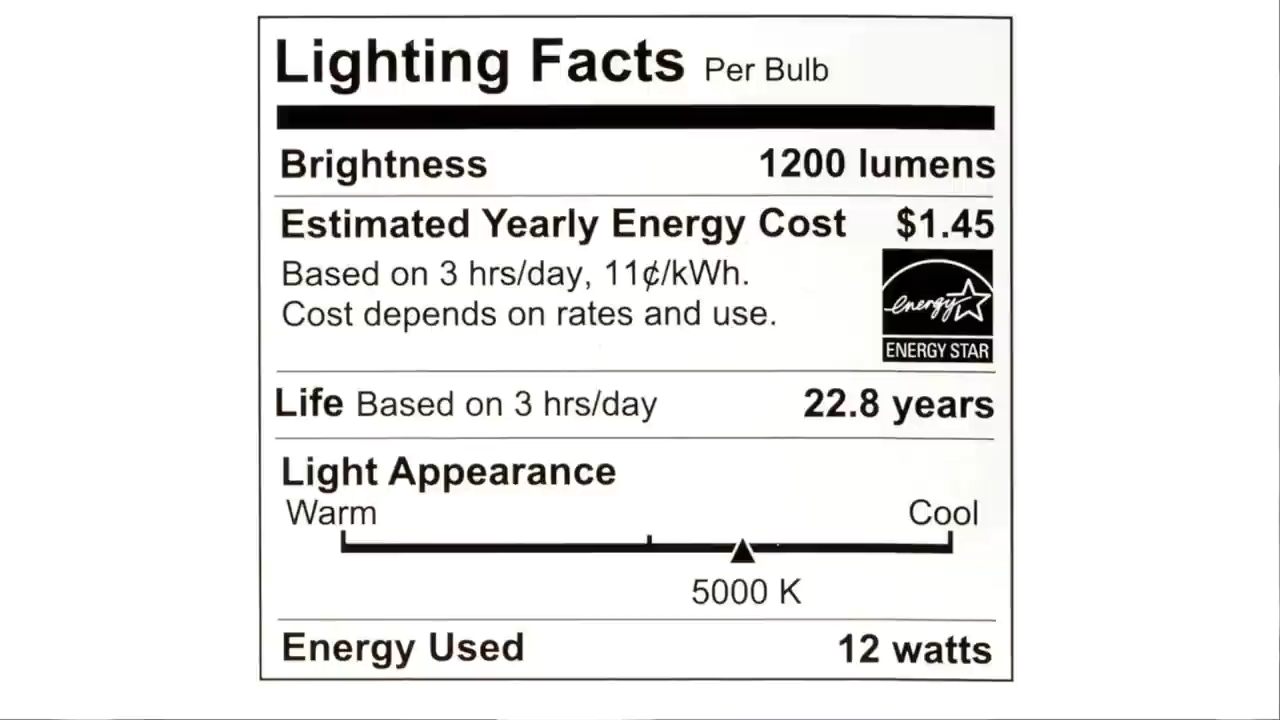 Lighting Facts Per Bulb
Brightness 1200 lumens
Estimated Yearly Energy Cost $1.45
Based on 3 hrs/day, 11¢/kWh.
Cost depends on rates and use.
energy
ENERGY STAR
Life Based on 3 hrs/day 22.8 years
Light Appearance
Warm Cool
5000 K
Energy Used 12 watts